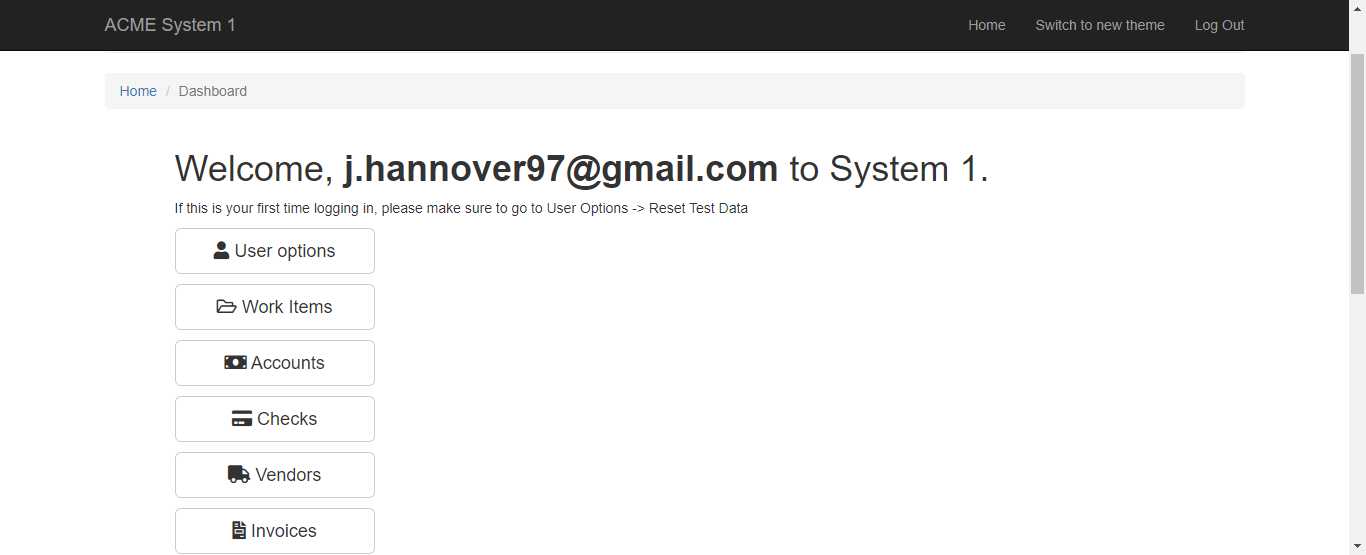 ACME System 1
Home
Switch to new theme
Log Out
Home / Dashboard
Welcome, j.hannover97@gmail.com to System 1.
If this is your first time logging in, please make sure to go to User Options -> Reset Test Data
User options
Work Items
Accounts
Checks
Vendors
Invoices